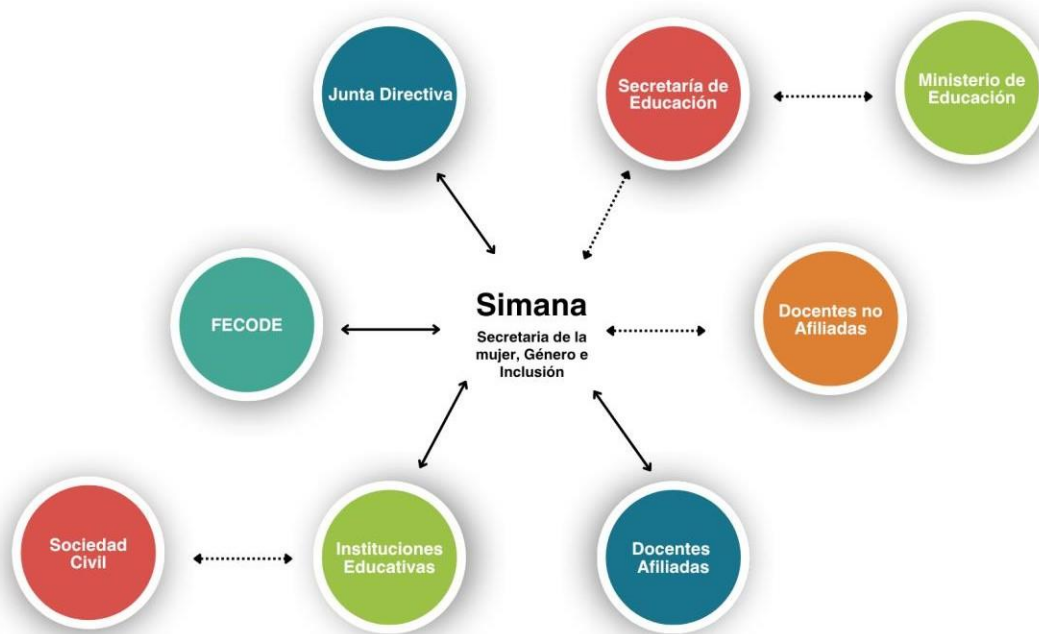 Junta Directiva
Secretaría de
Educación
Ministerio de
Educación
FECODE
Simana
Secretaria de la
mujer, Género e
Inclusión
Docentes no
Afiliadas
Sociedad
Civil
Instituciones
Educativas
Docentes
Afiliadas